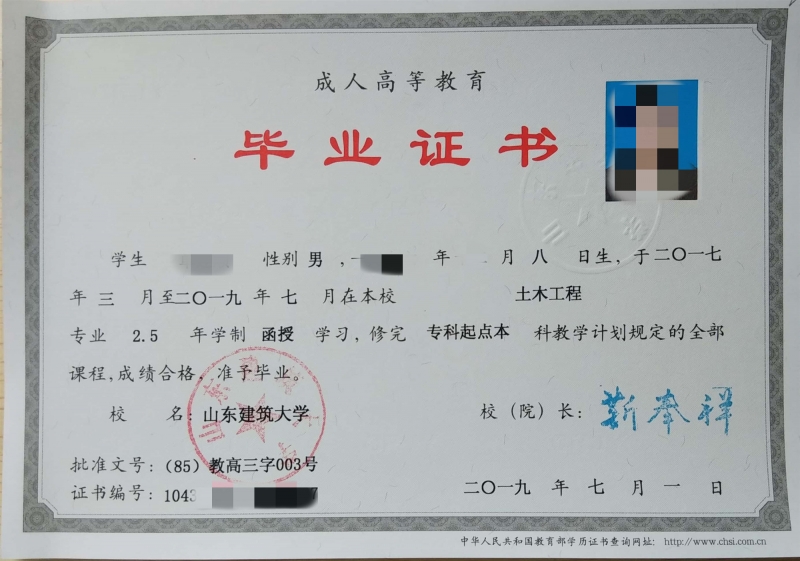 成人高等教育
毕业证书
学生 性别 男，一 年 月 八 日生，于二〇一七
年 三 月至二〇一九 年 七 月在本校 土木工程
专业 2.5 年学制 函授 学习，修完 专科起点本 科教学计划规定的全部
课程，成绩合格，准予毕业。
校 名：山东建筑大学 校（院）长：靳奉祥
批准文号：（85）教高三字003号
证书编号：1043
二〇一九 年 七 月 一 日
中华人民共和国教育部学历证书查询网址：http://www.chsi.com.cn